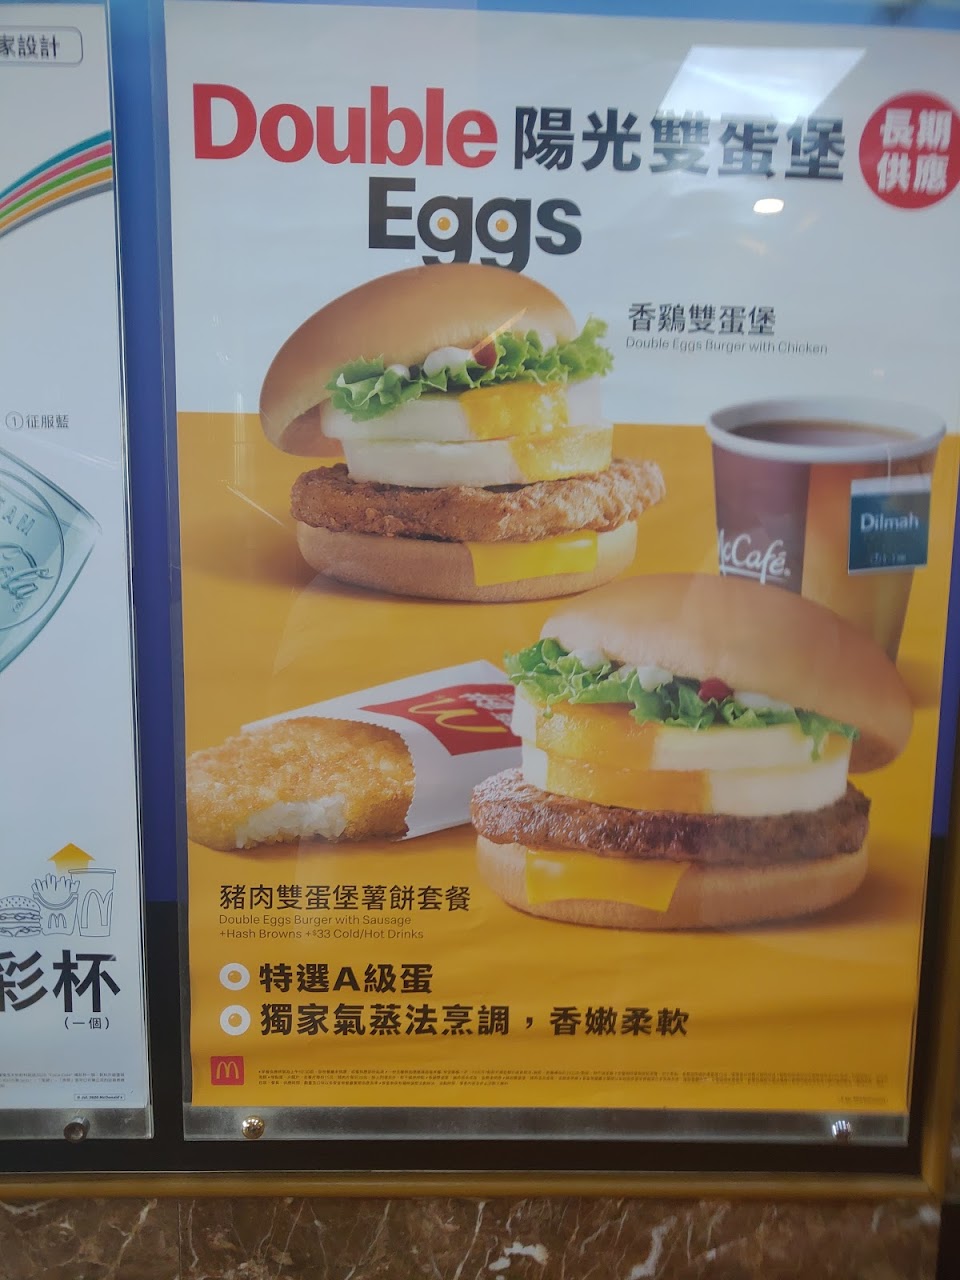 家設計
①征服藍
彩杯
(一個)
Double 陽光雙蛋堡
Eggs
長期
供應
香鷄雙蛋堡
Double Eggs Burger with Chicken
McCafé
Dilmah
豬肉雙蛋堡薯餅套餐
Double Eggs Burger with Sausage
+Hash Browns +$33 Cold/Hot Drinks
特選A級蛋
獨家氣蒸法烹調，香嫩柔軟